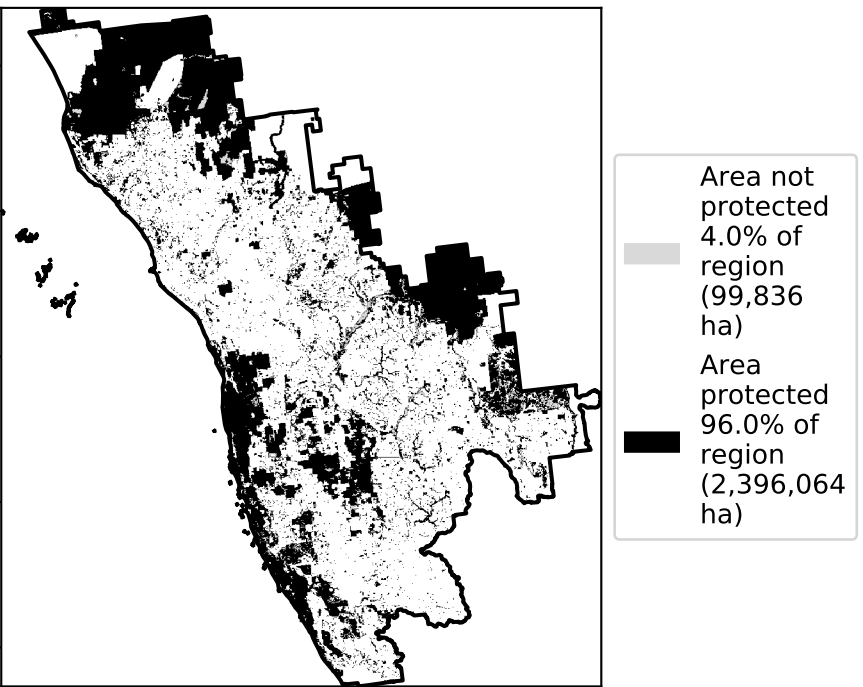 Area not
protected
4.0% of
region
(99,836
ha)
Area
protected
96.0% of
region
(2,396,064
ha)